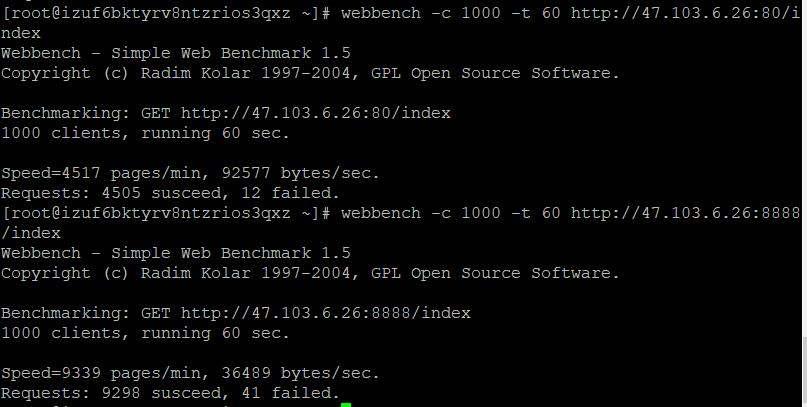 [root@izuf6bktyrv8ntzrios3qxz ~]# webbench -c 1000 -t 60 http://47.103.6.26:80/i
ndex
Webbench - Simple Web Benchmark 1.5
Copyright (c) Radim Kolar 1997-2004, GPL Open Source Software.
Benchmarking: GET http://47.103.6.26:80/index
1000 clients, running 60 sec.
Speed=4517 pages/min, 92577 bytes/sec.
Requests: 4505 susceed, 12 failed.
[root@izuf6bktyrv8ntzrios3qxz ~]# webbench -c 1000 -t 60 http://47.103.6.26:8888
/index
Webbench - Simple Web Benchmark 1.5
Copyright (c) Radim Kolar 1997-2004, GPL Open Source Software.
Benchmarking: GET http://47.103.6.26:8888/index
1000 clients, running 60 sec.
Speed=9339 pages/min, 36489 bytes/sec.
Requests: 9298 susceed, 41 failed.